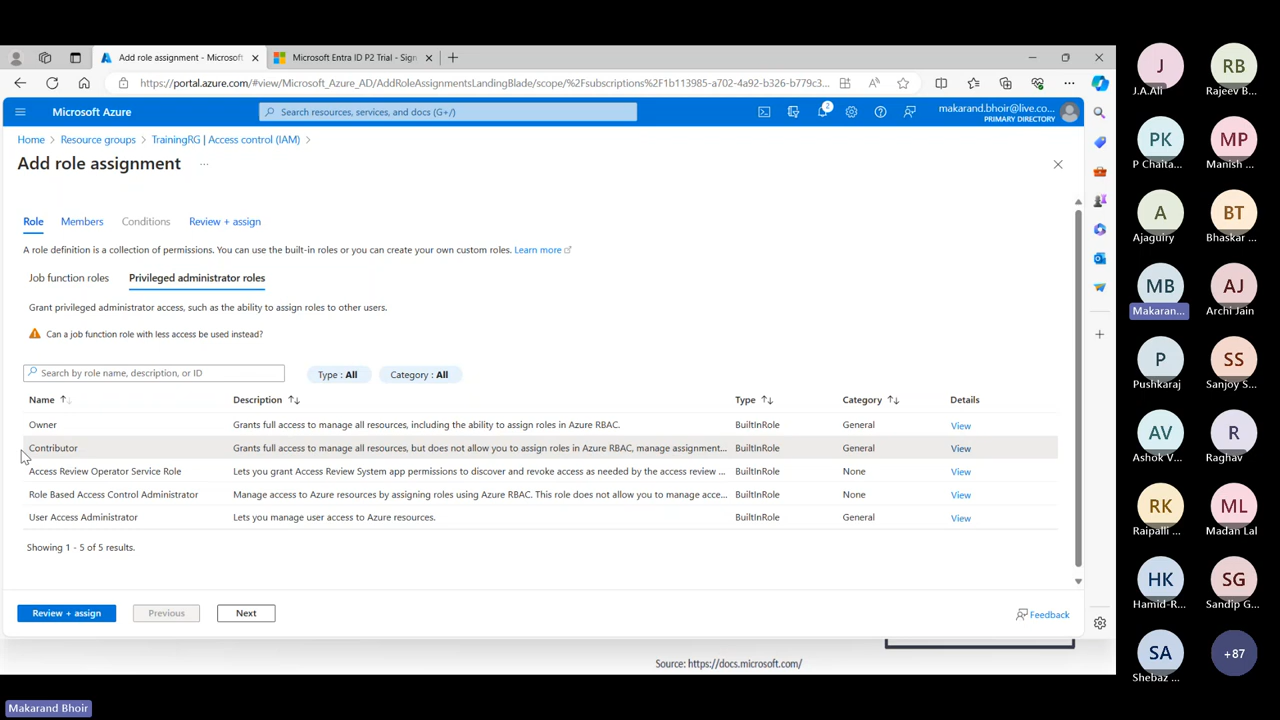 Add role assignment - Microsoft
Microsoft Entra ID P2 Trial - Sign
https://portal.azure.com/#view/Microsoft_Azure_AD/AddRoleAssignmentsLandingBlade/scope/%2Fsubscriptions%2F1b113985-a702-4a92-b326-b779c3...
Microsoft Azure
Search resources, services, and docs (G+/)
2
makarand.bhoir@live.co...
PRIMARY DIRECTORY
Home > Resource groups > TrainingRG | Access control (IAM) >
Add role assignment ...
Role Members Conditions Review + assign
A role definition is a collection of permissions. You can use the built-in roles or you can create your own custom roles. Learn more
Job function roles Privileged administrator roles
Grant privileged administrator access, such as the ability to assign roles to other users.
Can a job function role with less access be used instead?
Search by role name, description, or ID
Type : All
Category : All
Name Description Type Category Details
Owner Grants full access to manage all resources, including the ability to assign roles in Azure RBAC. BuiltInRole General View
Contributor Grants full access to manage all resources, but does not allow you to assign roles in Azure RBAC, manage assignment... BuiltInRole General View
Access Review Operator Service Role Lets you grant Access Review System app permissions to discover and revoke access as needed by the access review ... BuiltInRole None View
Role Based Access Control Administrator Manage access to Azure resources by assigning roles using Azure RBAC. This role does not allow you to manage acce... BuiltInRole None View
User Access Administrator Lets you manage user access to Azure resources. BuiltInRole General View
Showing 1 - 5 of 5 results.
Review + assign Previous Next
Feedback
Source: https://docs.microsoft.com/
Makarand Bhoir
J RB
J.A.Ali Rajeev B...
PK MP
P Chaita... Manish ...
A BT
Ajaguiry Bhaskar ...
MB AJ
Makaran... Archi Jain
P SS
Pushkaraj Sanjoy S...
AV R
Ashok V... Raghav
RK ML
Raipalli ... Madan Lal
HK SG
Hamid-R... Sandip G...
SA +87
Shebaz ...